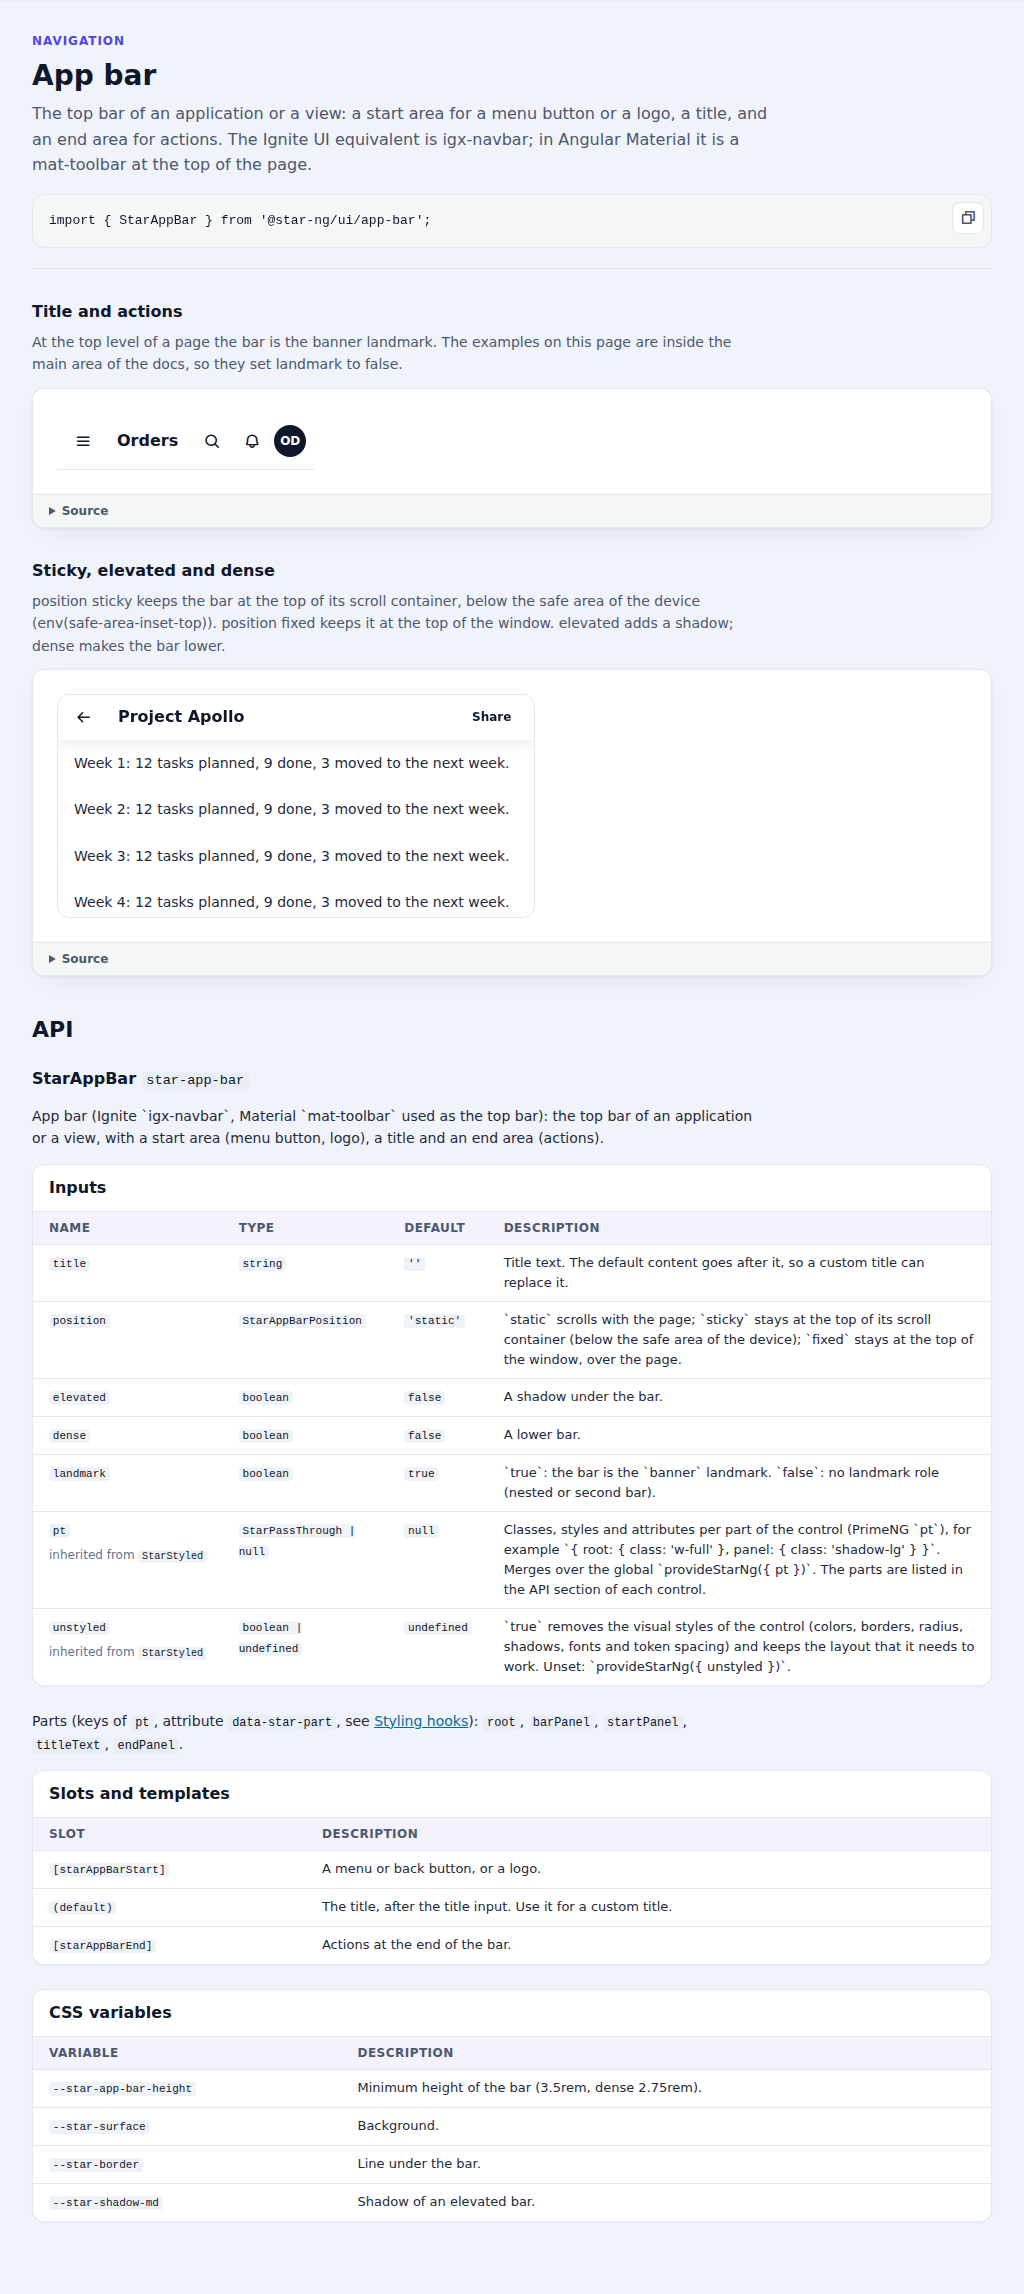 NAVIGATION
App bar
The top bar of an application or a view: a start area for a menu button or a logo, a title, and
an end area for actions. The Ignite UI equivalent is igx-navbar; in Angular Material it is a
mat-toolbar at the top of the page.
import { StarAppBar } from '@star-ng/ui/app-bar';
Title and actions
At the top level of a page the bar is the banner landmark. The examples on this page are inside the
main area of the docs, so they set landmark to false.
Orders OD
Source
Sticky, elevated and dense
position sticky keeps the bar at the top of its scroll container, below the safe area of the device
(env(safe-area-inset-top)). position fixed keeps it at the top of the window. elevated adds a shadow;
dense makes the bar lower.
Project Apollo Share
Week 1: 12 tasks planned, 9 done, 3 moved to the next week.
Week 2: 12 tasks planned, 9 done, 3 moved to the next week.
Week 3: 12 tasks planned, 9 done, 3 moved to the next week.
Week 4: 12 tasks planned, 9 done, 3 moved to the next week.
Source
API
StarAppBar star-app-bar
App bar (Ignite `igx-navbar`, Material `mat-toolbar` used as the top bar): the top bar of an application
or a view, with a start area (menu button, logo), a title and an end area (actions).
Inputs
NAME TYPE DEFAULT DESCRIPTION
title string '' Title text. The default content goes after it, so a custom title can
replace it.
position StarAppBarPosition 'static' `static` scrolls with the page; `sticky` stays at the top of its scroll
container (below the safe area of the device); `fixed` stays at the top of
the window, over the page.
elevated boolean false A shadow under the bar.
dense boolean false A lower bar.
landmark boolean true `true`: the bar is the `banner` landmark. `false`: no landmark role
(nested or second bar).
pt StarPassThrough | null Classes, styles and attributes per part of the control (PrimeNG `pt`), for
inherited from StarStyled null example `{ root: { class: 'w-full' }, panel: { class: 'shadow-lg' } }`.
Merges over the global `provideStarNg({ pt })`. The parts are listed in
the API section of each control.
unstyled boolean | undefined `true` removes the visual styles of the control (colors, borders, radius,
inherited from StarStyled undefined shadows, fonts and token spacing) and keeps the layout that it needs to
work. Unset: `provideStarNg({ unstyled })`.
Parts (keys of pt, attribute data-star-part, see Styling hooks): root, barPanel, startPanel,
titleText, endPanel.
Slots and templates
SLOT DESCRIPTION
[starAppBarStart] A menu or back button, or a logo.
(default) The title, after the title input. Use it for a custom title.
[starAppBarEnd] Actions at the end of the bar.
CSS variables
VARIABLE DESCRIPTION
--star-app-bar-height Minimum height of the bar (3.5rem, dense 2.75rem).
--star-surface Background.
--star-border Line under the bar.
--star-shadow-md Shadow of an elevated bar.